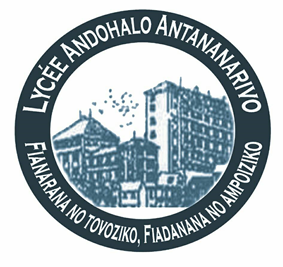 LYCÉE ANDOHALO ANTANANARIVO
FIANARANA NO TOVOZIKO, FIADANANA NO AMPOIZIKO